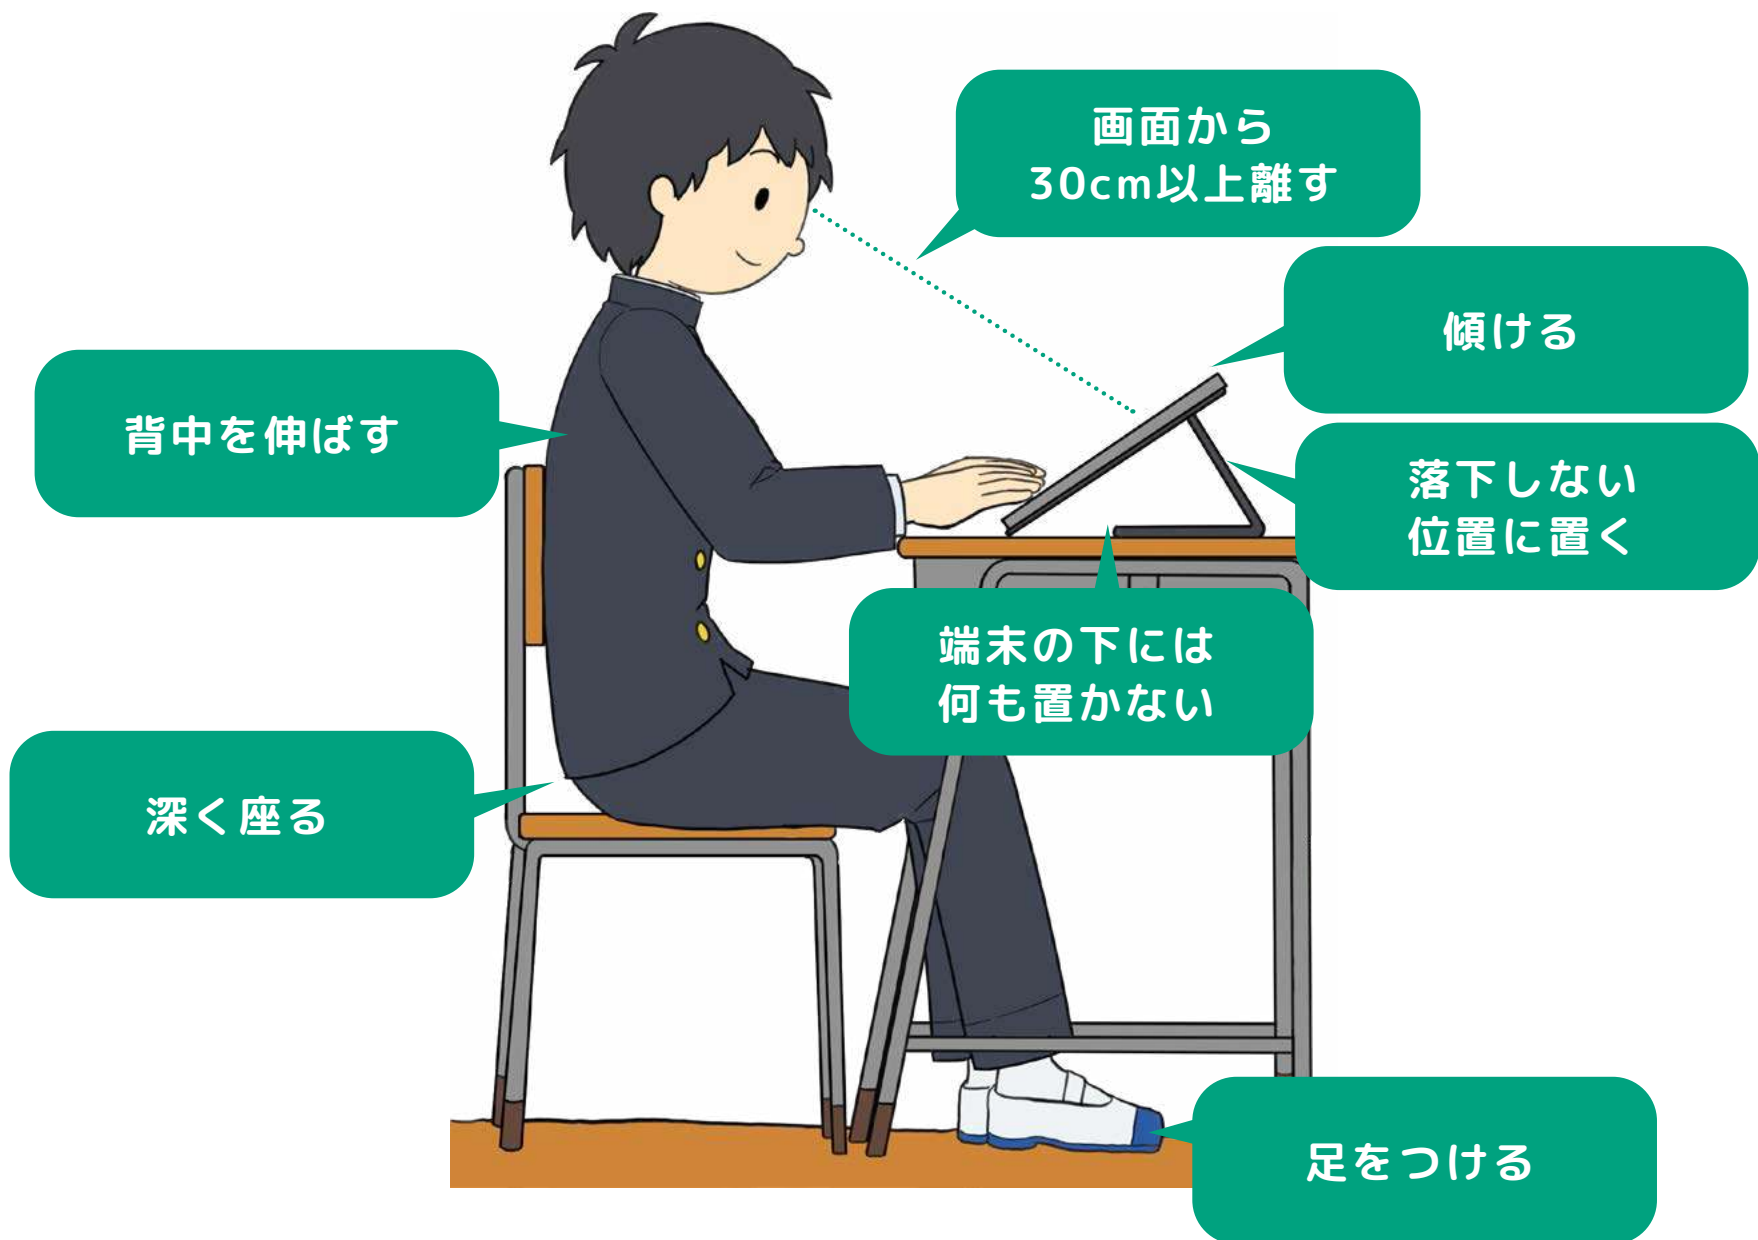 画面から
30cm以上離す
傾ける
背中を伸ばす
落下しない
位置に置く
端末の下には
何も置かない
深く座る
足をつける